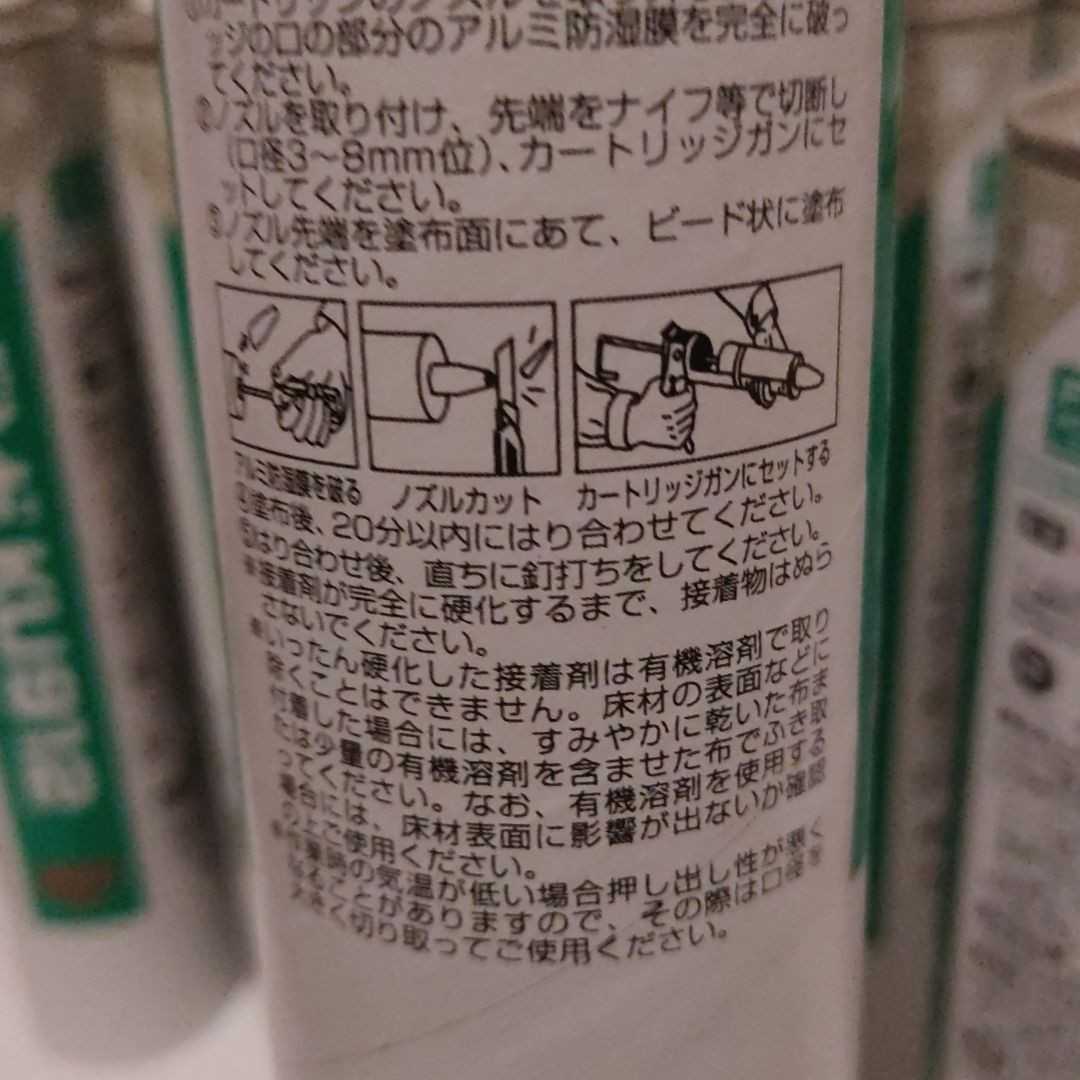 ッジの口の部分のアルミ防湿膜を完全に破っ
てください。
②ノズルを取り付け、先端をナイフ等で切断し
(口径3〜8mm位)、カートリッジガンにセ
ットしてください。
③ノズル先端を塗布面にあて、ビード状に塗布
してください。
アルミ防湿膜を破る ノズルカット カートリッジガンにセットする
④塗布後、20分以内にはり合わせてください。
⑤はり合わせ後、直ちに釘打ちをしてください。
※接着剤が完全に硬化するまで、接着物はぬら
さないでください。
※いったん硬化した接着剤は有機溶剤で取り
除くことはできません。床材の表面などに
付着した場合には、すみやかに乾いた布ま
たは少量の有機溶剤を含ませた布でふき取
ってください。なお、有機溶剤を使用する
場合には、床材表面に影響が出ないか確認
の上ご使用ください。
※作業時の気温が低い場合押し出し性が悪く
なることがありますので、その際は口径を
大きく切り取ってご使用ください。